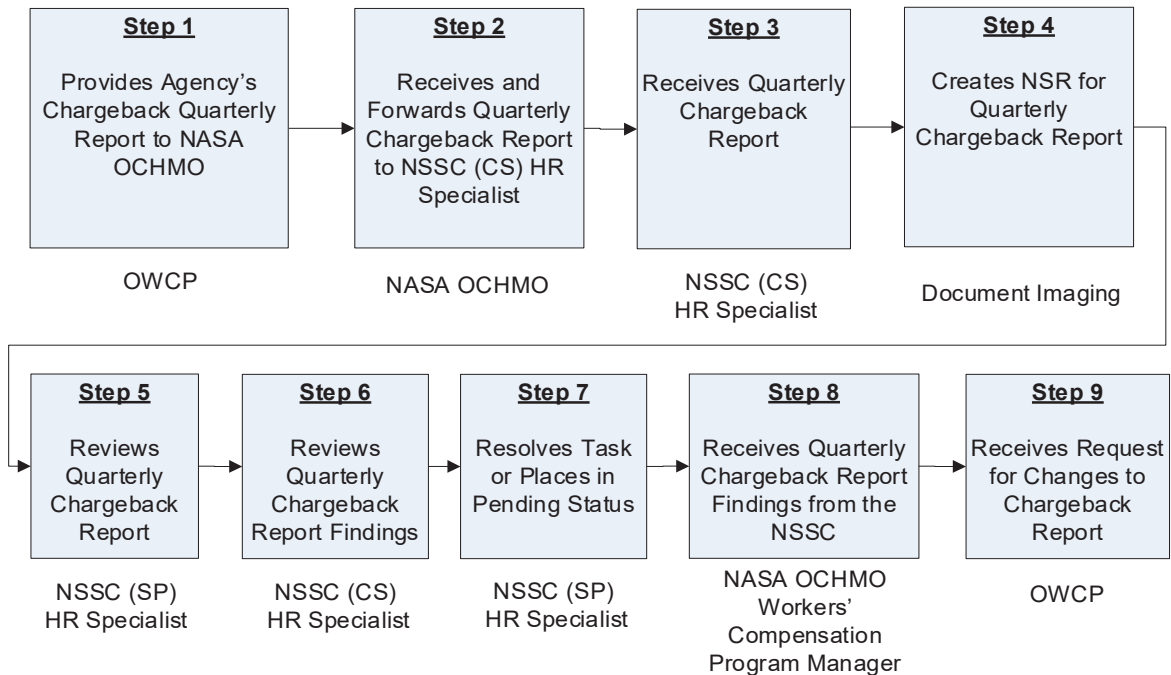 Step 1
Provides Agency’s
Chargeback Quarterly
Report to NASA
OCHMO
OWCP
Step 2
Receives and
Forwards Quarterly
Chargeback Report
to NSSC (CS) HR
Specialist
NASA OCHMO
Step 3
Receives Quarterly
Chargeback
Report
NSSC (CS)
HR Specialist
Step 4
Creates NSR for
Quarterly
Chargeback Report
Document Imaging
Step 5
Reviews
Quarterly
Chargeback
Report
NSSC (SP)
HR Specialist
Step 6
Reviews
Quarterly
Chargeback
Report Findings
NSSC (CS)
HR Specialist
Step 7
Resolves Task
or Places in
Pending Status
NSSC (SP)
HR Specialist
Step 8
Receives Quarterly
Chargeback Report
Findings from the
NSSC
NASA OCHMO
Workers’
Compensation
Program Manager
Step 9
Receives Request
for Changes to
Chargeback
Report
OWCP